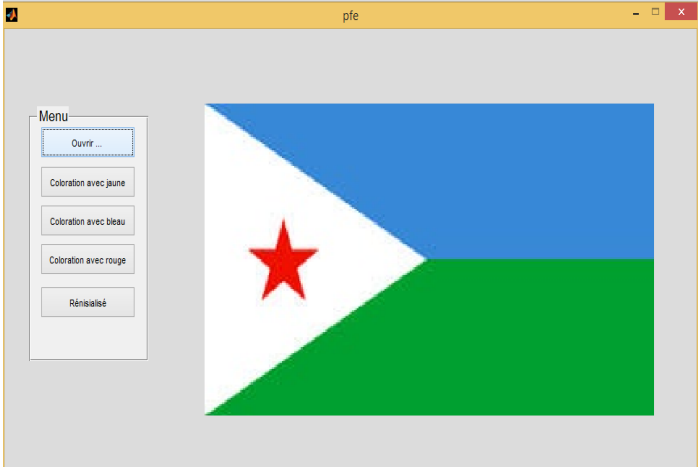 pfe
Menu
Ouvrir ...
Coloration avec jaune
Coloration avec bleau
Coloration avec rouge
Rénisialisé